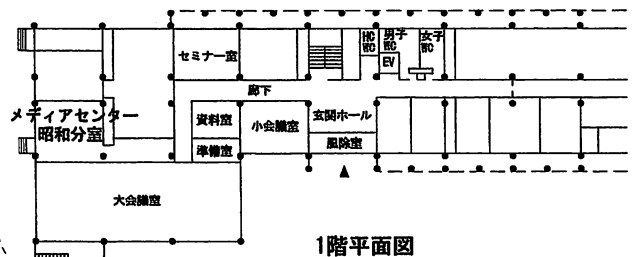 HC
WC
男子
WC
女子
WC
セミナー室
EV
廊下
メディアセンター
昭和分室
資料室
小会議室
玄関ホール
準備室
風除室
大会議室
1階平面図